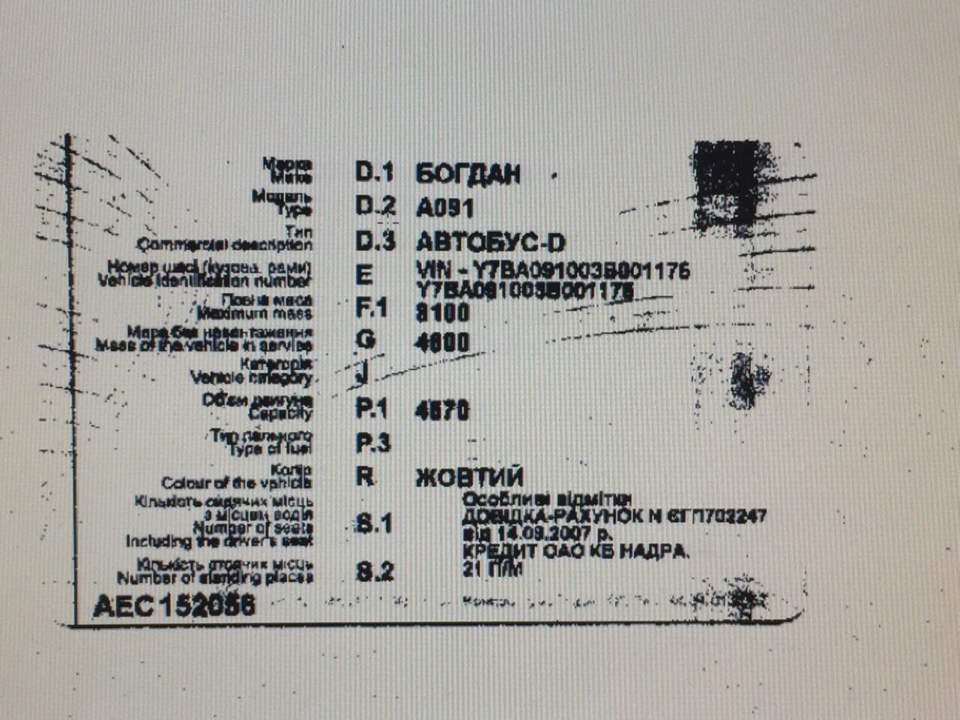 Марка
Make
D.1 БОГДАН
Модель
Type
D.2 А091
Тип
Commercial description
D.3 АВТОБУС-D
Номер шасі (кузова, рами)
Vehicle identification number
E
VIN - Y7BA091003B001176
Y7BA091003B001176
Повна маса
Maximum mass
F.1 8100
Маса без навантаження
Mass of the vehicle in service
G 4600
Категорія
Vehicle category
J
Об'єм двигуна
Capacity
P.1 4570
Тип пального
Type of fuel
P.3
Колір
Colour of the vehicle
R ЖОВТИЙ
Кількість сидячих місць
з місцем водія
Number of seats
Including the driver's seat
S.1
Особливі відмітки
ДОВІДКА-РАХУНОК N
від 14.09.2007 р.
КРЕДИТ ОАО КБ НАДРА.
21 П/М
Кількість стоячих місць
Number of standing places
S.2
АЕС152056